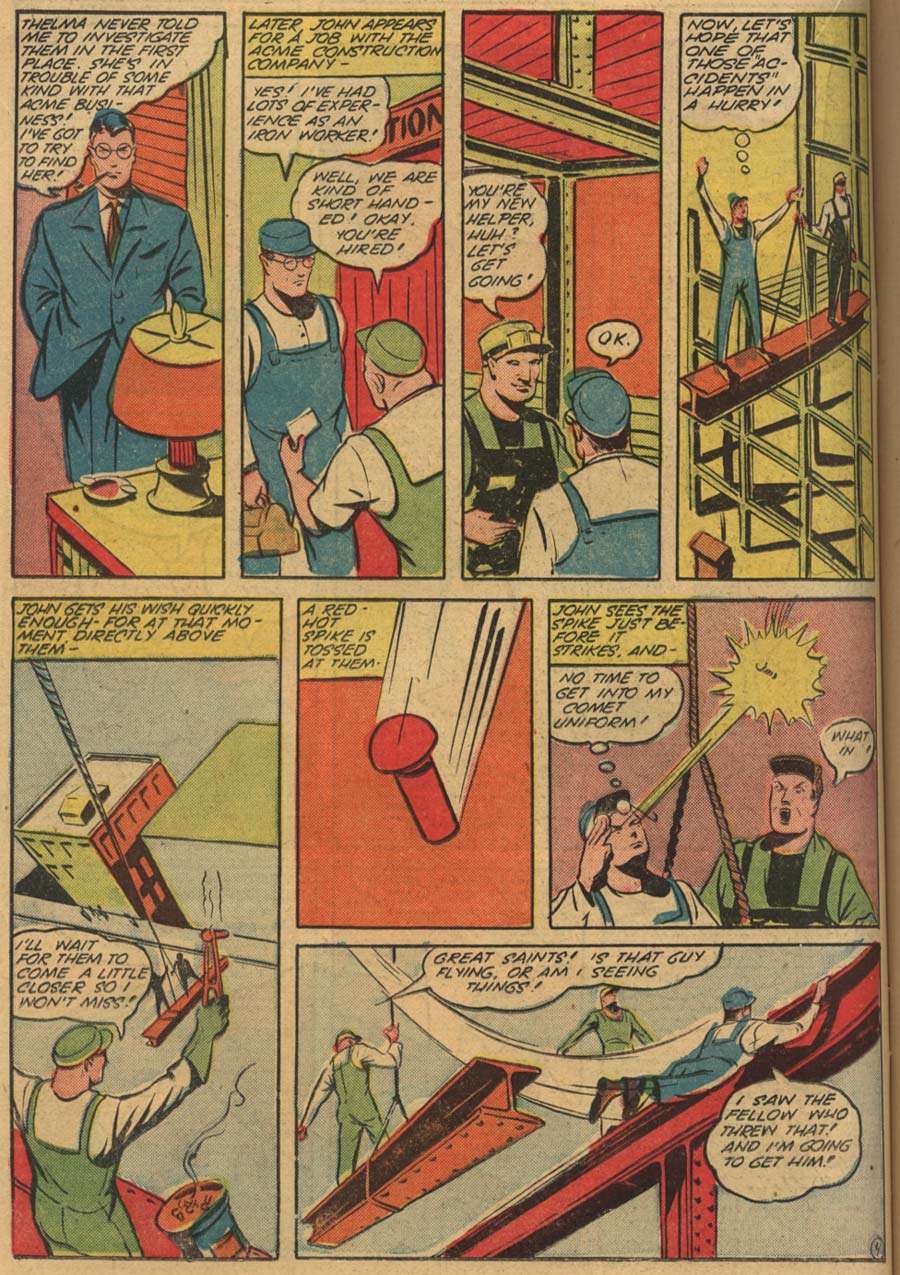 THELMA NEVER TOLD
ME TO INVESTIGATE
THEM IN THE FIRST
PLACE. SHE'S IN
TROUBLE OF SOME
KIND WITH THAT
ACME BUSI-
NESS!
I'VE GOT
TO TRY
TO FIND
HER!
LATER JOHN APPEARS
FOR A JOB WITH THE
ACME CONSTRUCTION
COMPANY-
YES! I'VE HAD
LOTS OF EXPER-
IENCE AS AN
IRON WORKER!
TION
WELL, WE ARE
KIND OF
SHORT HAND-
ED! OKAY,
YOU'RE
HIRED!
YOU'RE
MY NEW
HELPER,
HUH?
LET'S
GET
GOING!
OK.
NOW, LET'S
HOPE THAT
ONE OF
THOSE "AC-
CIDENTS"
HAPPEN IN
A HURRY!
JOHN GETS HIS WISH QUICKLY
ENOUGH- FOR AT THAT MO-
MENT, DIRECTLY ABOVE
THEM-
I'LL WAIT
FOR THEM TO
COME A LITTLE
CLOSER SO I
WON'T MISS!
A RED-
HOT
SPIKE IS
TOSSED
AT THEM-
JOHN SEES THE
SPIKE JUST BE-
FORE IT
STRIKES, AND-
NO TIME TO
GET INTO MY
COMET
UNIFORM!
WHAT
IN!
GREAT SAINTS! IS THAT GUY
FLYING, OR AM I SEEING
THINGS!
I SAW THE
FELLOW WHO
THREW THAT!
AND I'M GOING
TO GET HIM!